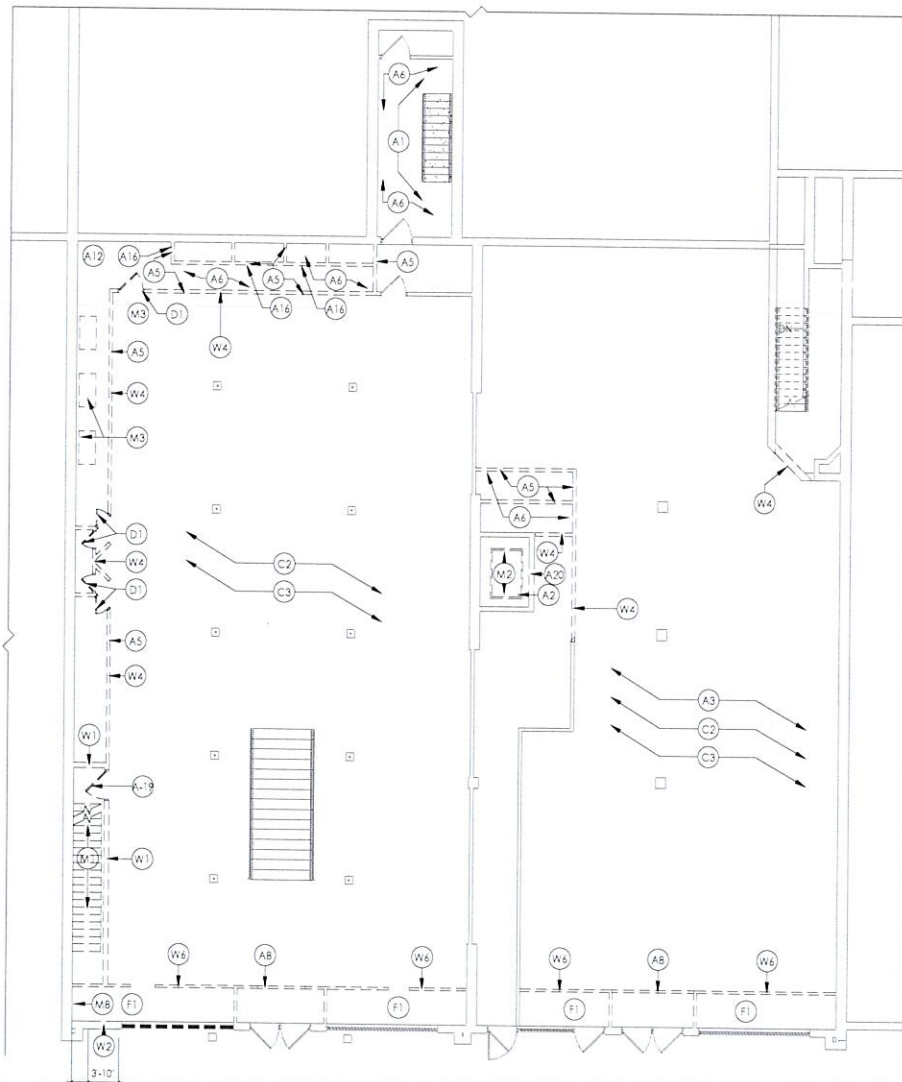 A6
A1
A6
A12 A16 A5
A5 A6 A5 A6
M3 D1 A16 A16
W4
A5
W4
M3
A5
W4
A6
D1
W4 W4
C2 M2 A20
D1 C3 A2
W4
A5
W4
A3
C2
W1 C3
A-19
M1 W1
W6 A8 W6 W6 A8 W6
M8 F1 F1 F1 F1
W2
3'-10"